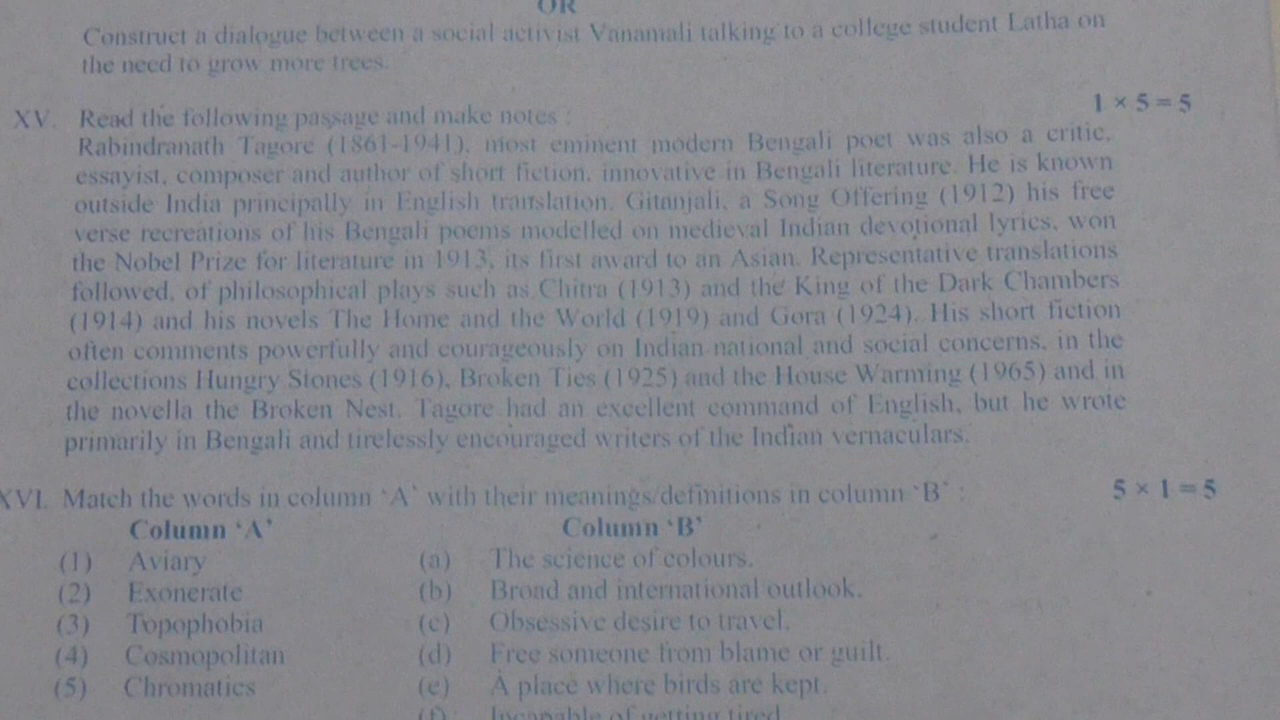 OR
Construct a dialogue between a social activist Vanamali talking to a college student Latha on
the need to grow more trees.
XV. Read the following passage and make notes : 1 × 5 = 5
Rabindranath Tagore (1861-1941), most eminent modern Bengali poet was also a critic,
essayist, composer and author of short fiction, innovative in Bengali literature. He is known
outside India principally in English translation. Gitanjali, a Song Offering (1912) his free
verse recreations of his Bengali poems modelled on medieval Indian devotional lyrics, won
the Nobel Prize for literature in 1913, its first award to an Asian. Representative translations
followed, of philosophical plays such as Chitra (1913) and the King of the Dark Chambers
(1914) and his novels The Home and the World (1919) and Gora (1924). His short fiction
often comments powerfully and courageously on Indian national and social concerns, in the
collections Hungry Stones (1916), Broken Ties (1925) and the House Warming (1965) and in
the novella the Broken Nest. Tagore had an excellent command of English, but he wrote
primarily in Bengali and tirelessly encouraged writers of the Indian vernaculars.
XVI. Match the words in column 'A' with their meanings/definitions in column 'B' : 5 × 1 = 5
Column 'A' Column 'B'
(1) Aviary (a) The science of colours.
(2) Exonerate (b) Broad and international outlook.
(3) Topophobia (c) Obsessive desire to travel.
(4) Cosmopolitan (d) Free someone from blame or guilt.
(5) Chromatics (e) A place where birds are kept.
(f) Incapable of getting tired